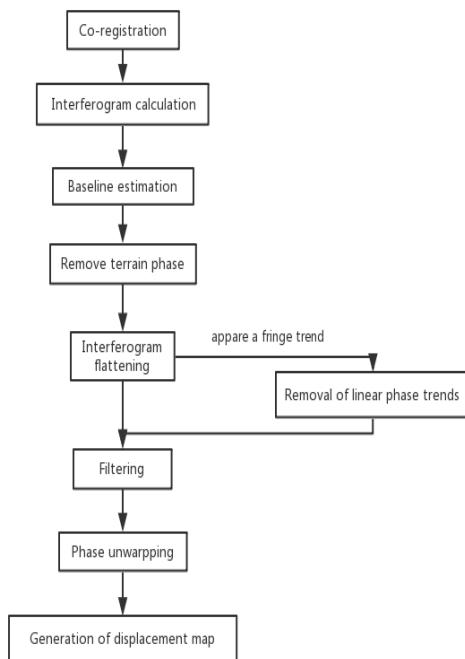 Co-registration
Interferogram calculation
Baseline estimation
Remove terrain phase
Interferogram
flattening
appare a fringe trend
Removal of linear phase trends
Filtering
Phase unwarpping
Generation of displacement map